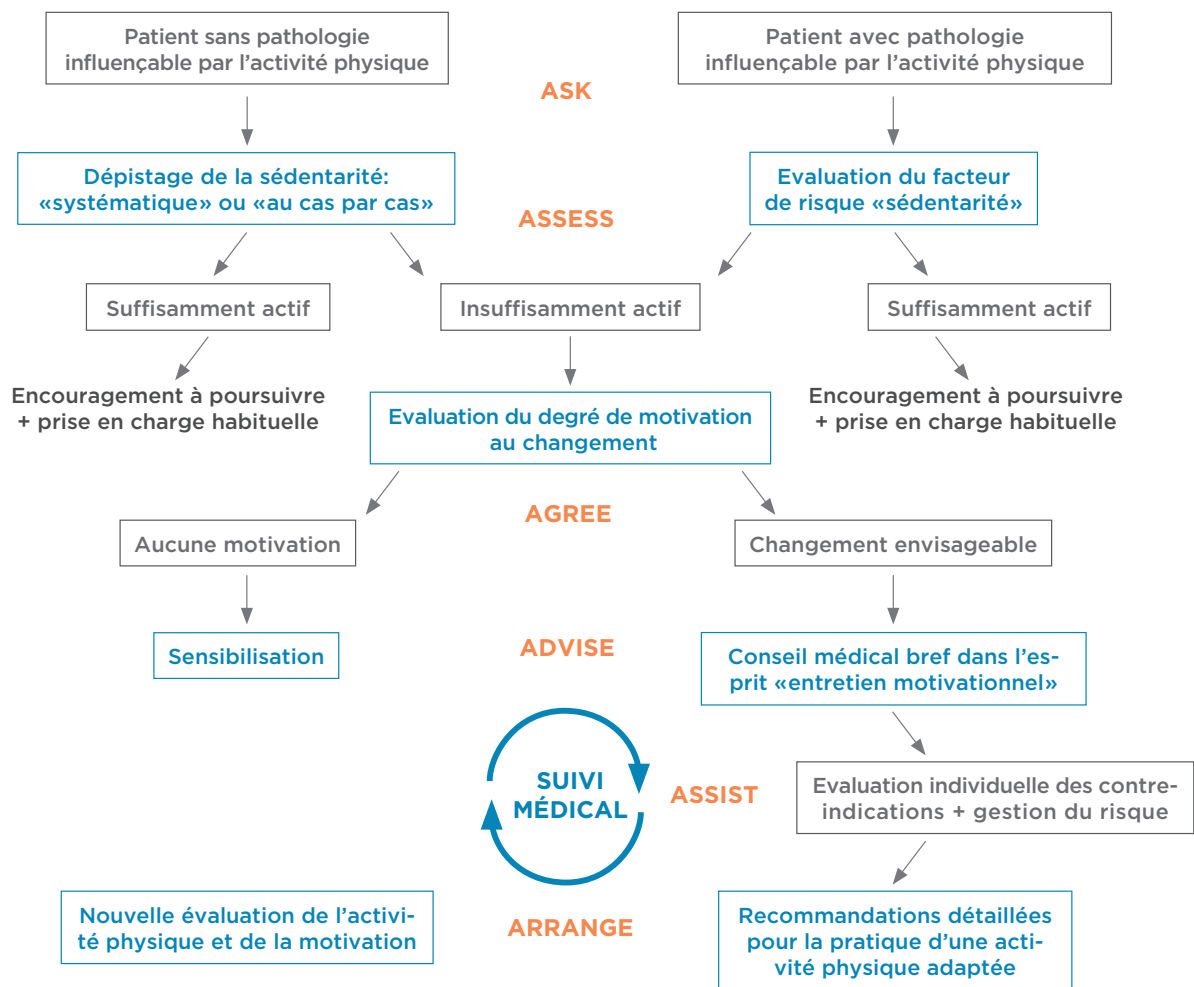 Patient sans pathologie
influençable par l’activité physique
Patient avec pathologie
influençable par l’activité physique
ASK
Dépistage de la sédentarité:
«systématique» ou «au cas par cas»
Evaluation du facteur
de risque «sédentarité»
ASSESS
Suffisamment actif
Insuffisamment actif
Suffisamment actif
Encouragement à poursuivre
+ prise en charge habituelle
Evaluation du degré de motivation
au changement
Encouragement à poursuivre
+ prise en charge habituelle
AGREE
Aucune motivation
Changement envisageable
Sensibilisation
ADVISE
Conseil médical bref dans l’es-
prit «entretien motivationnel»
SUIVI
MÉDICAL
ASSIST
Evaluation individuelle des contre-
indications + gestion du risque
Nouvelle évaluation de l’activi-
té physique et de la motivation
ARRANGE
Recommandations détaillées
pour la pratique d’une acti-
vité physique adaptée